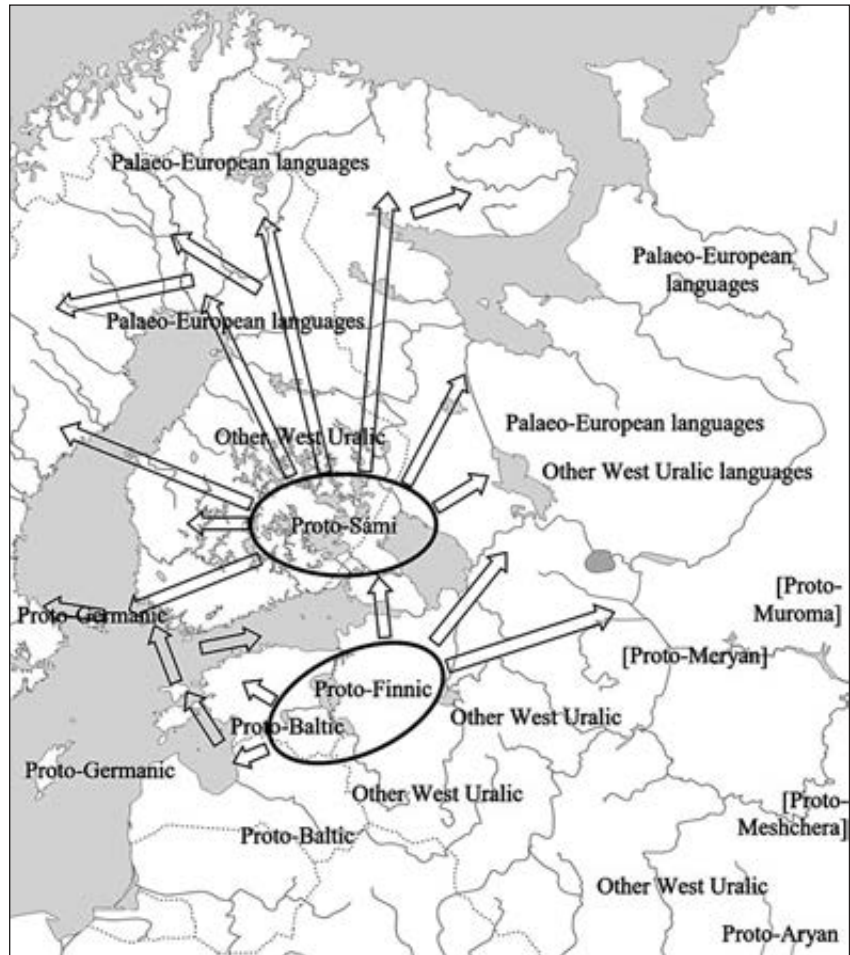 Palaeo-European languages
Palaeo-European
languages
Palaeo-European languages
Palaeo-European languages
Other West Uralic
Other West Uralic languages
Proto-Sámi
[Proto-
Muroma]
Proto-Germanic
[Proto-Meryan]
Proto-Finnic
Other West Uralic
Proto-Baltic
Proto-Germanic
Other West Uralic
[Proto-
Meshchera]
Proto-Baltic
Other West Uralic
Proto-Aryan